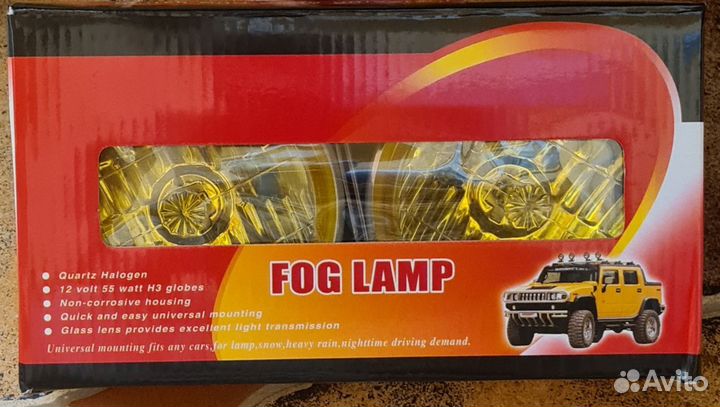 FOG LAMP
Quartz Halogen
12 volt 55 watt H3 globes
Non-corrosive housing
Quick and easy universal mounting
Glass lens provides excellent light transmission
Universal mounting fits any cars,for lamp,snow,heavy rain,nighttime driving demand.
Avito